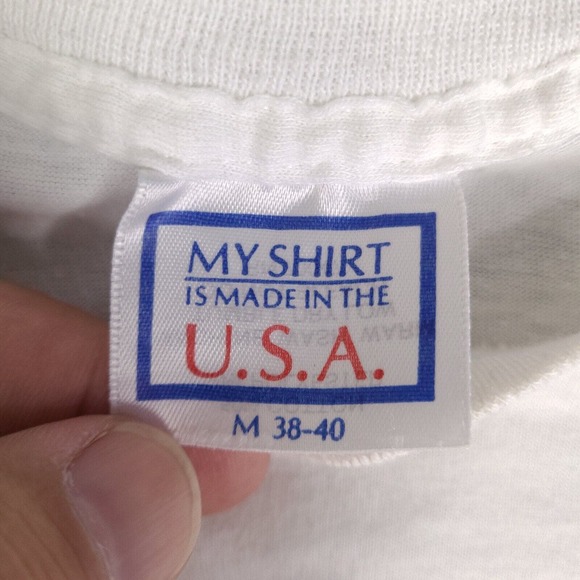 MY SHIRT
IS MADE IN THE
U.S.A.
M 38-40